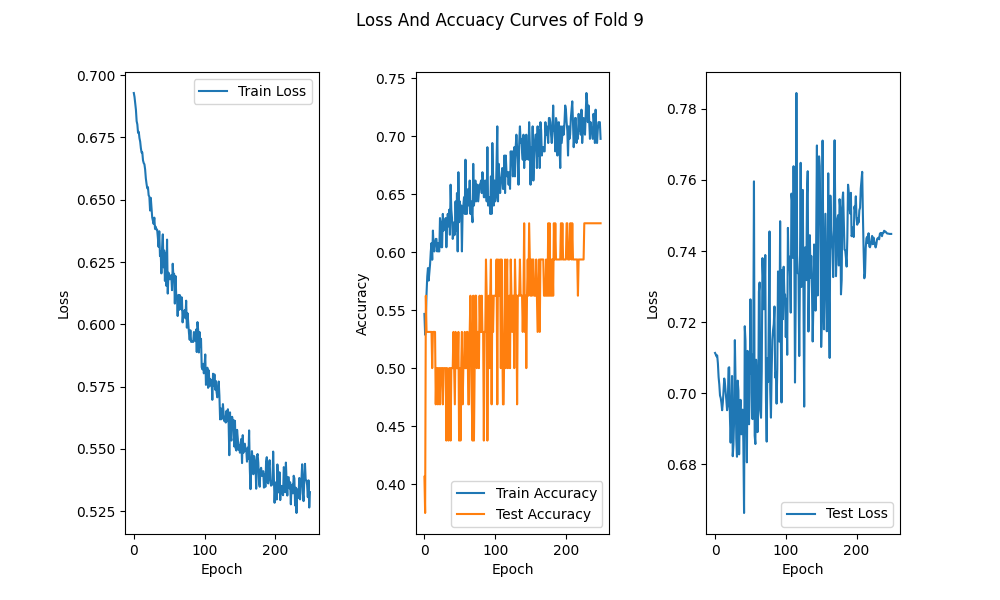 Loss And Accuacy Curves of Fold 9
0.700
0.675
0.650
0.625
0.600
0.575
0.550
0.525
Loss
0 100 200
Epoch
Train Loss
0.75
0.70
0.65
0.60
0.55
0.50
0.45
0.40
Accuracy
0 100 200
Epoch
Train Accuracy
Test Accuracy
0.78
0.76
0.74
0.72
0.70
0.68
Loss
0 100 200
Epoch
Test Loss